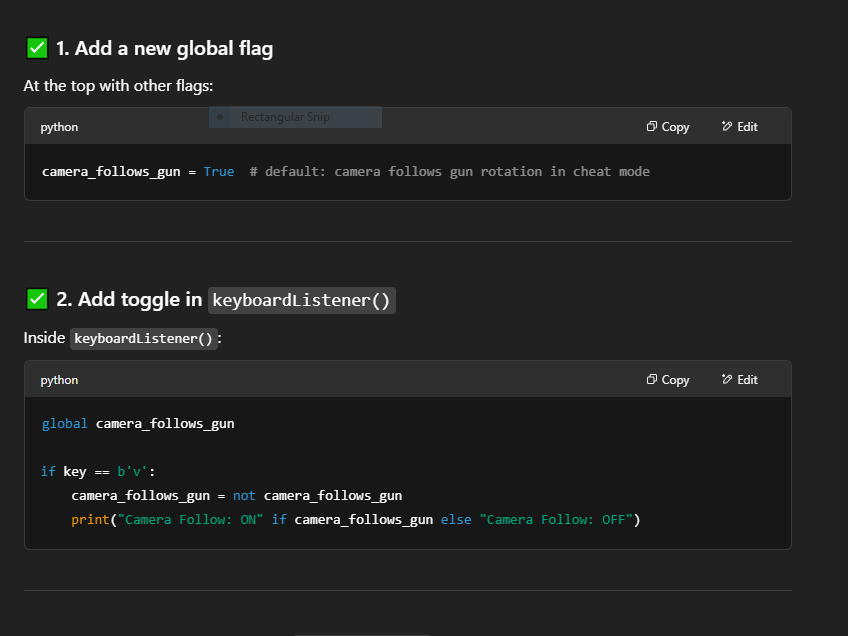 ✅ 1. Add a new global flag
At the top with other flags:
Rectangular Snip
python Copy Edit
camera_follows_gun = True  # default: camera follows gun rotation in cheat mode
✅ 2. Add toggle in keyboardListener()
Inside keyboardListener():
python Copy Edit
global camera_follows_gun
if key == b'v':
    camera_follows_gun = not camera_follows_gun
    print("Camera Follow: ON" if camera_follows_gun else "Camera Follow: OFF")